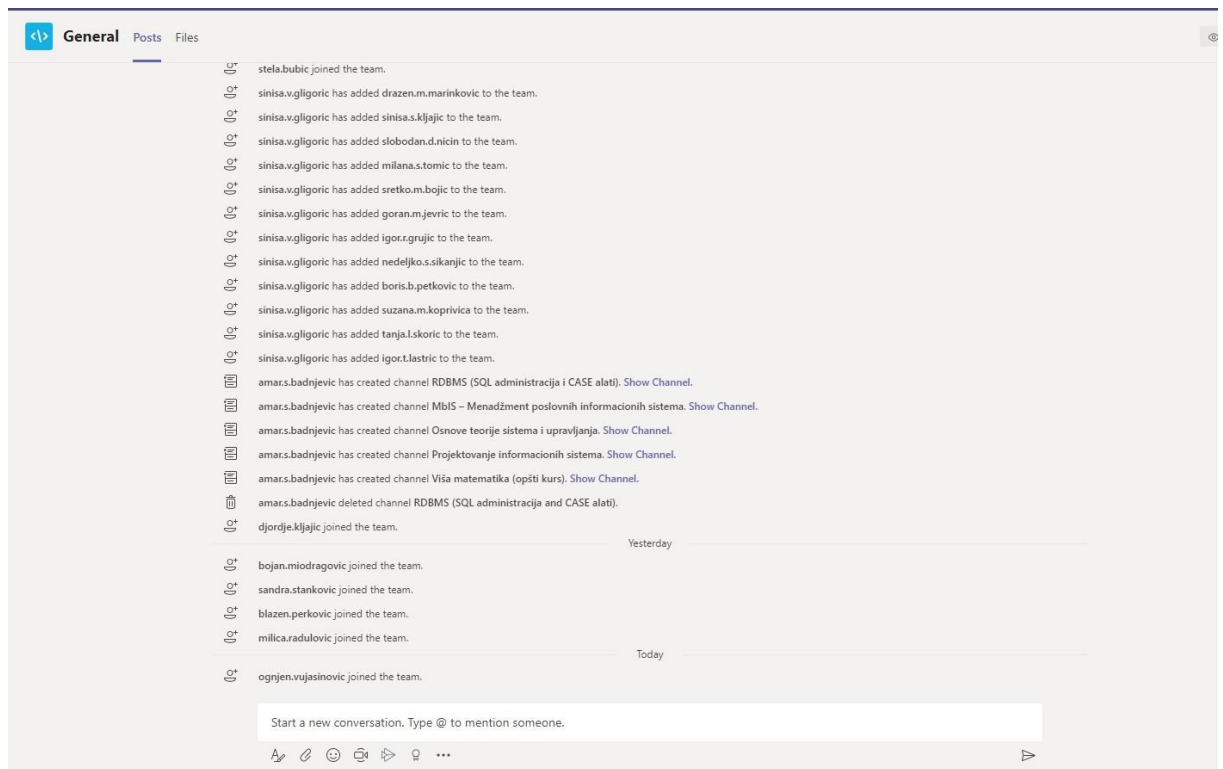 General Posts Files
stela.bubic joined the team.
sinisa.v.gligoric has added drazen.m.marinkovic to the team.
sinisa.v.gligoric has added sinisa.s.kljajic to the team.
sinisa.v.gligoric has added slobodan.d.nicin to the team.
sinisa.v.gligoric has added milana.s.tomic to the team.
sinisa.v.gligoric has added sretko.m.bojic to the team.
sinisa.v.gligoric has added goran.m.jevric to the team.
sinisa.v.gligoric has added igor.r.grujic to the team.
sinisa.v.gligoric has added nedeljko.s.sikanjic to the team.
sinisa.v.gligoric has added boris.b.petkovic to the team.
sinisa.v.gligoric has added suzana.m.koprivica to the team.
sinisa.v.gligoric has added tanja.l.skoric to the team.
sinisa.v.gligoric has added igor.t.lastric to the team.
amar.s.badnjevic has created channel RDBMS (SQL administracija i CASE alati). Show Channel.
amar.s.badnjevic has created channel MbIS – Menadžment poslovnih informacionih sistema. Show Channel.
amar.s.badnjevic has created channel Osnove teorije sistema i upravljanja. Show Channel.
amar.s.badnjevic has created channel Projektovanje informacionih sistema. Show Channel.
amar.s.badnjevic has created channel Viša matematika (opšti kurs). Show Channel.
amar.s.badnjevic deleted channel RDBMS (SQL administracija and CASE alati).
djordje.kljajic joined the team.
Yesterday
bojan.miodragovic joined the team.
sandra.stankovic joined the team.
blazen.perkovic joined the team.
milica.radulovic joined the team.
Today
ognjen.vujasinovic joined the team.
Start a new conversation. Type @ to mention someone.